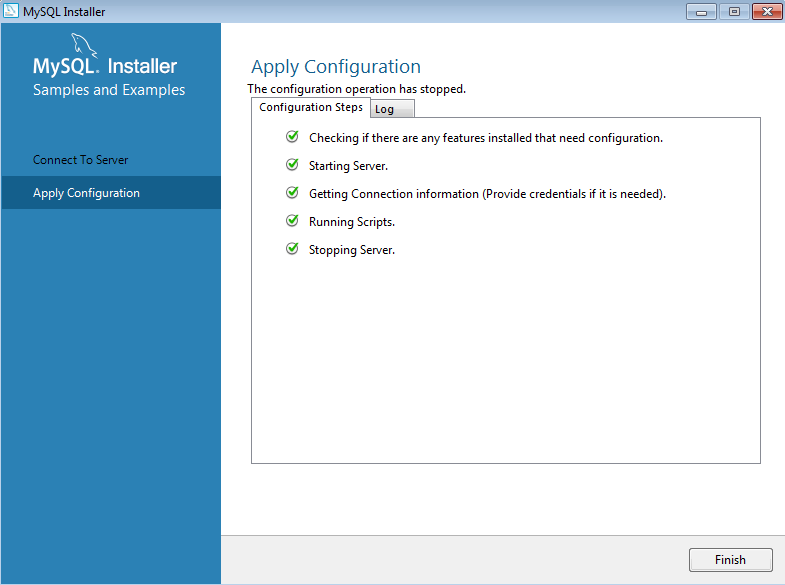 MySQL Installer
MySQL. Installer
Samples and Examples
Connect To Server
Apply Configuration
Apply Configuration
The configuration operation has stopped.
Configuration Steps
Log
Checking if there are any features installed that need configuration.
Starting Server.
Getting Connection information (Provide credentials if it is needed).
Running Scripts.
Stopping Server.
Finish